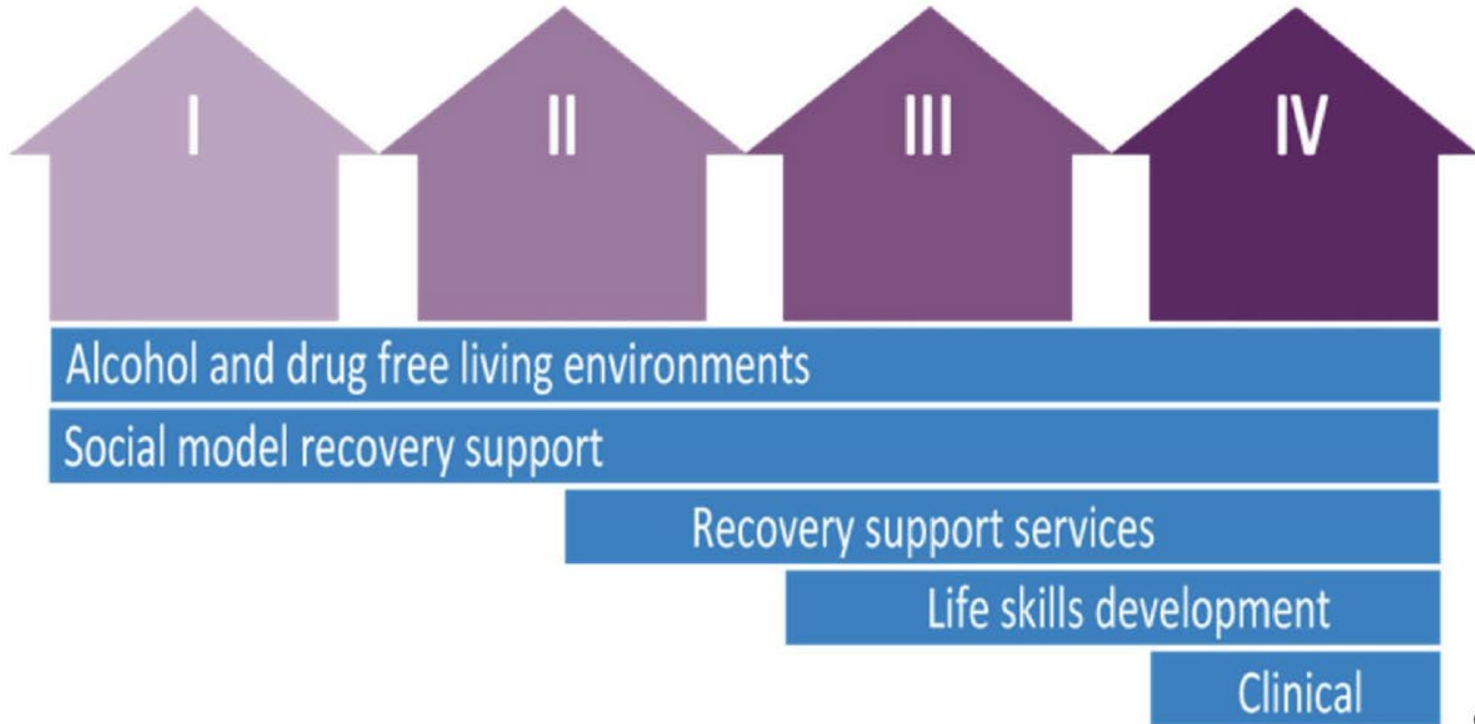 I
II
III
IV
Alcohol and drug free living environments
Social model recovery support
Recovery support services
Life skills development
Clinical